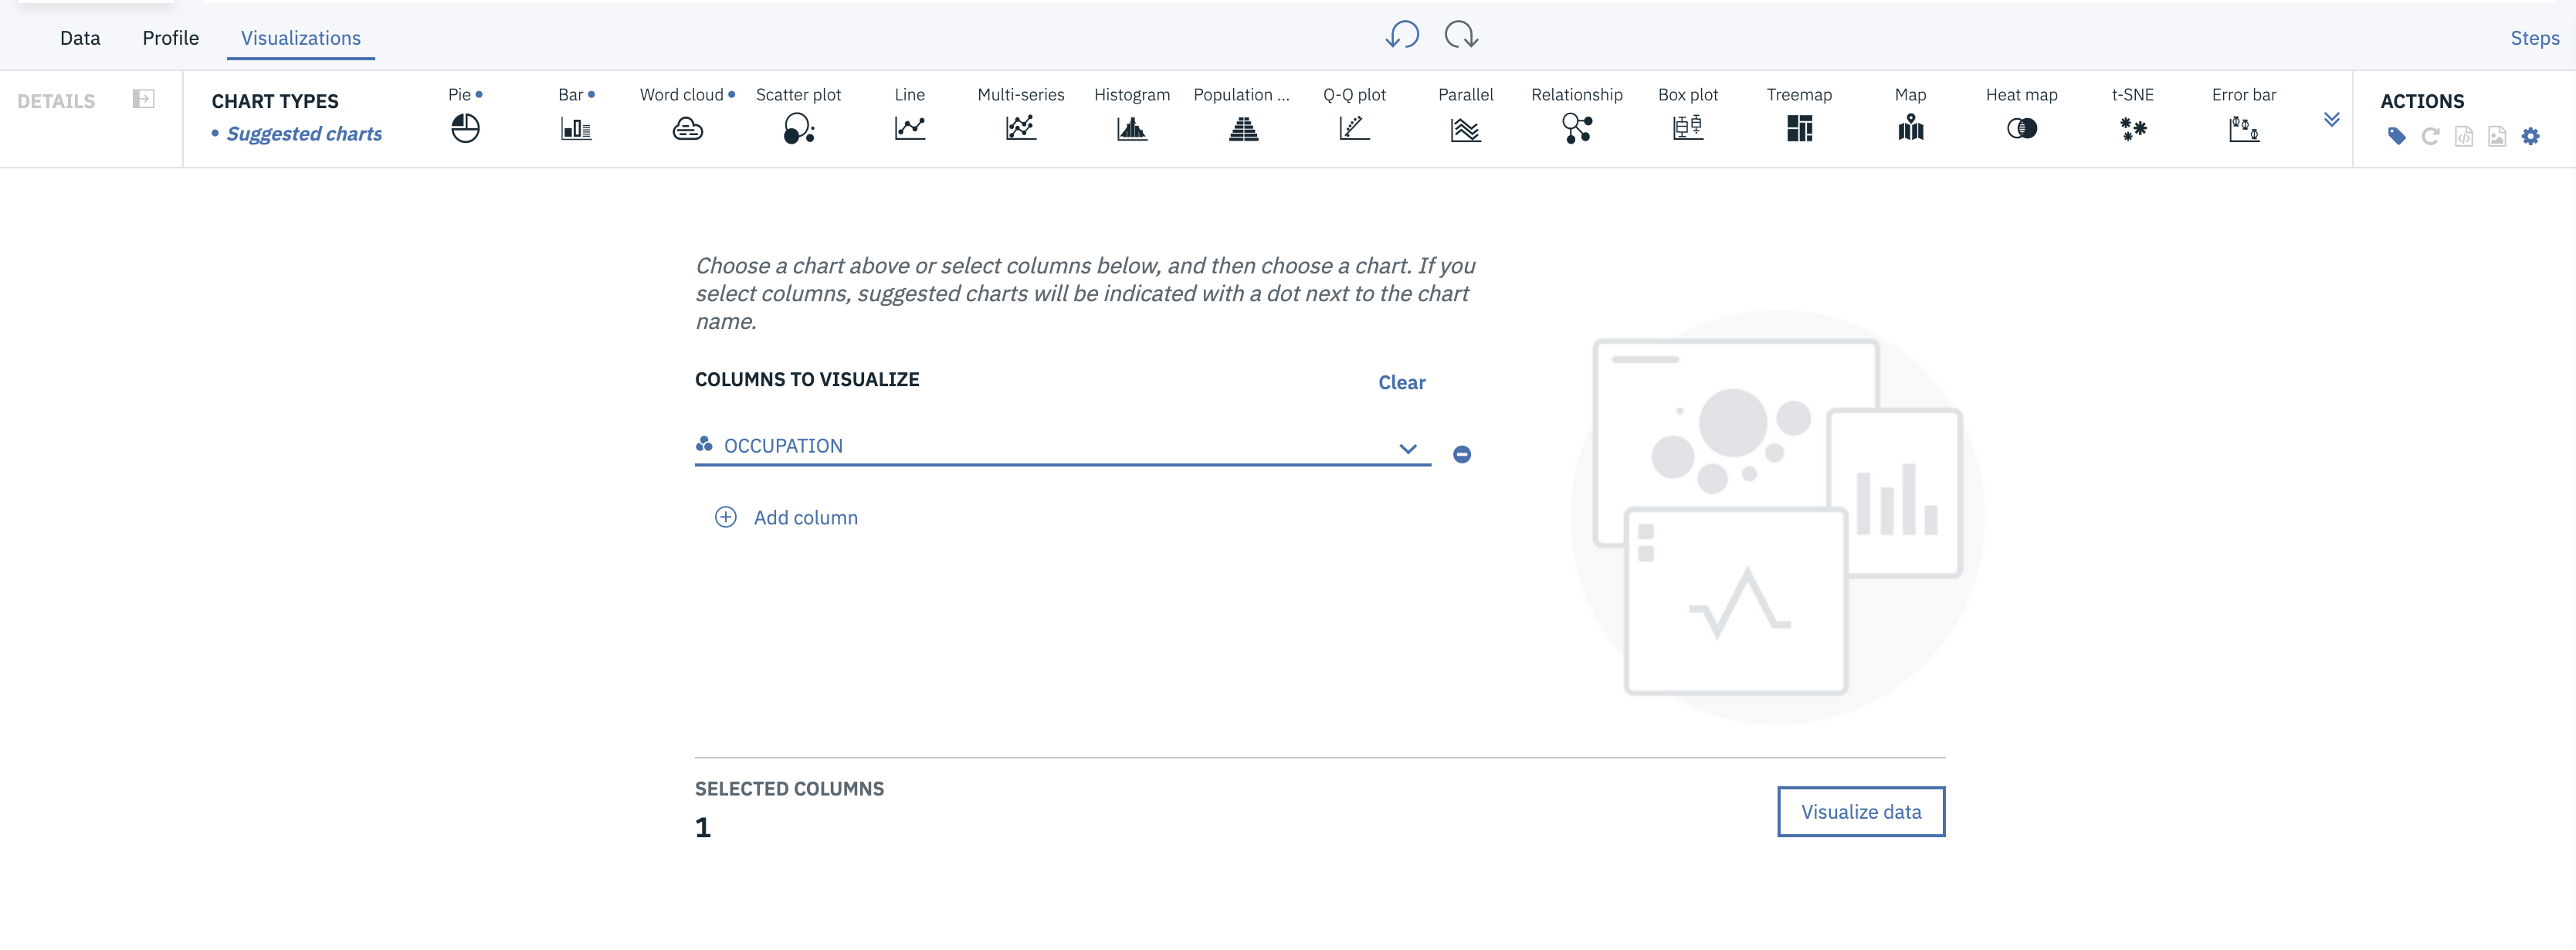 Data Profile Visualizations Steps
DETAILS
CHART TYPES
• Suggested charts
Pie • Bar • Word cloud • Scatter plot Line Multi-series Histogram Population ... Q-Q plot Parallel Relationship Box plot Treemap Map Heat map t-SNE Error bar
ACTIONS
Choose a chart above or select columns below, and then choose a chart. If you
select columns, suggested charts will be indicated with a dot next to the chart
name.
COLUMNS TO VISUALIZE Clear
OCCUPATION
Add column
SELECTED COLUMNS
1
Visualize data